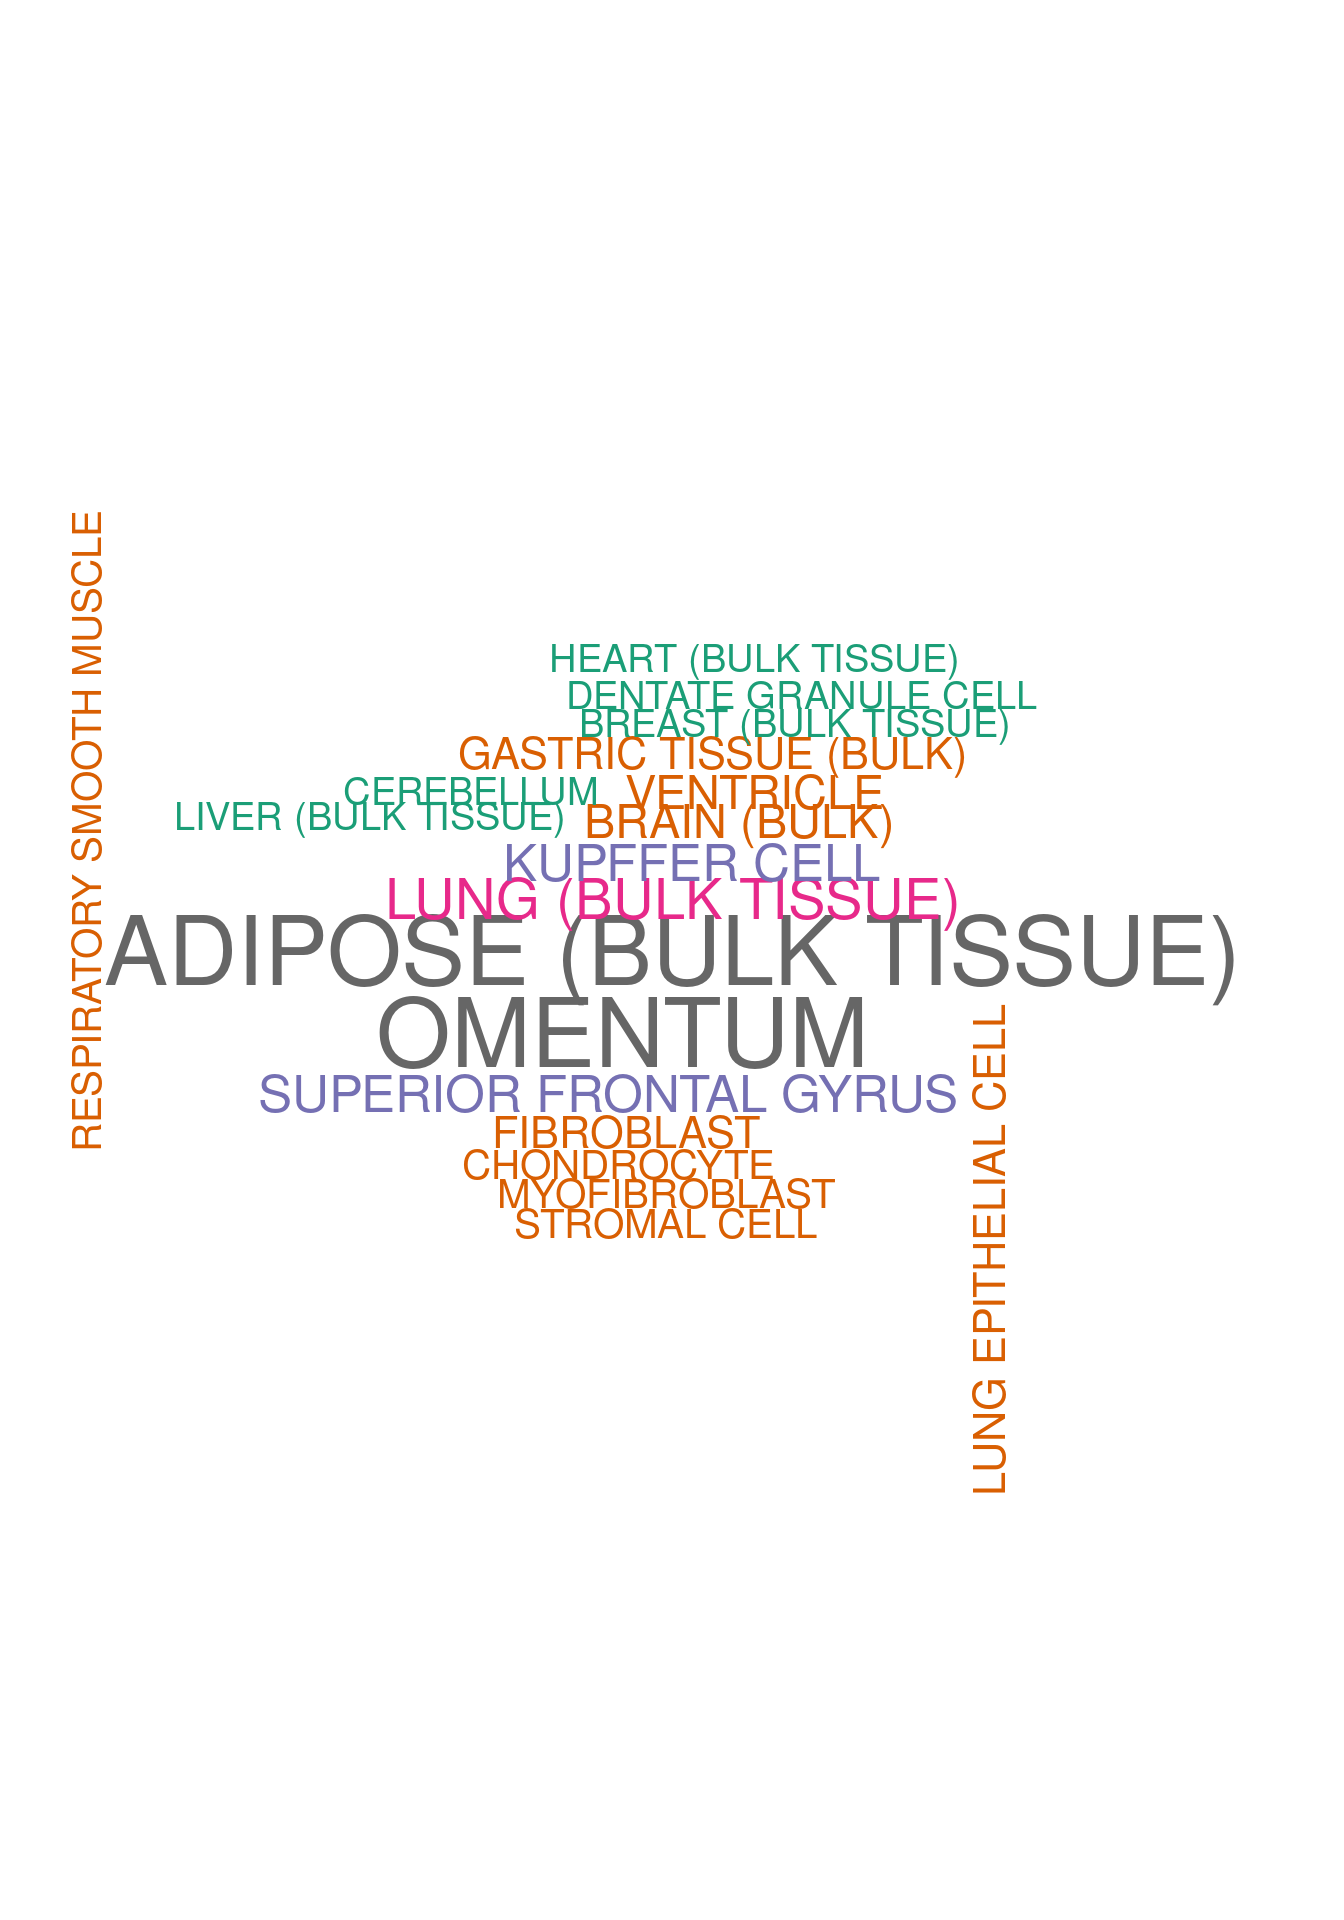 RESPIRATORY SMOOTH MUSCLE
HEART (BULK TISSUE)
DENTATE GRANULE CELL
BREAST (BULK TISSUE)
GASTRIC TISSUE (BULK)
CEREBELLUM
VENTRICLE
LIVER (BULK TISSUE)
BRAIN (BULK)
KUPFFER CELL
LUNG (BULK TISSUE)
ADIPOSE (BULK TISSUE)
OMENTUM
SUPERIOR FRONTAL GYRUS
FIBROBLAST
CHONDROCYTE
MYOFIBROBLAST
STROMAL CELL
LUNG EPITHELIAL CELL